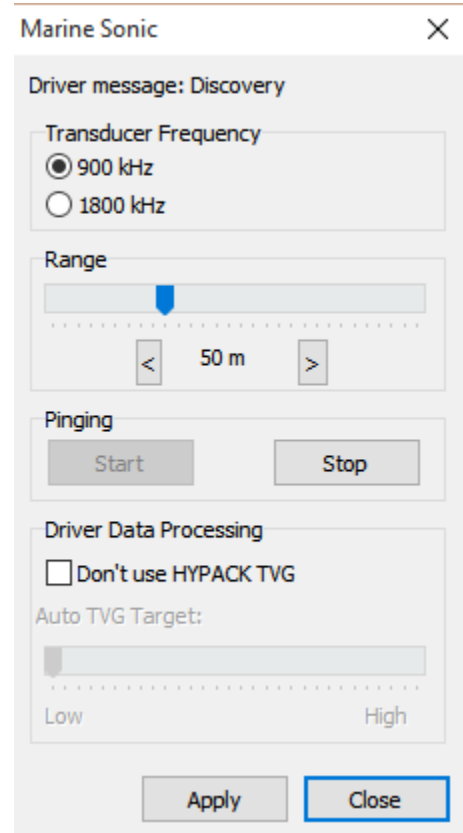 Marine Sonic
Driver message: Discovery
Transducer Frequency
900 kHz
1800 kHz
Range
< 50 m >
Pinging
Start Stop
Driver Data Processing
Don't use HYPACK TVG
Auto TVG Target:
Low High
Apply Close